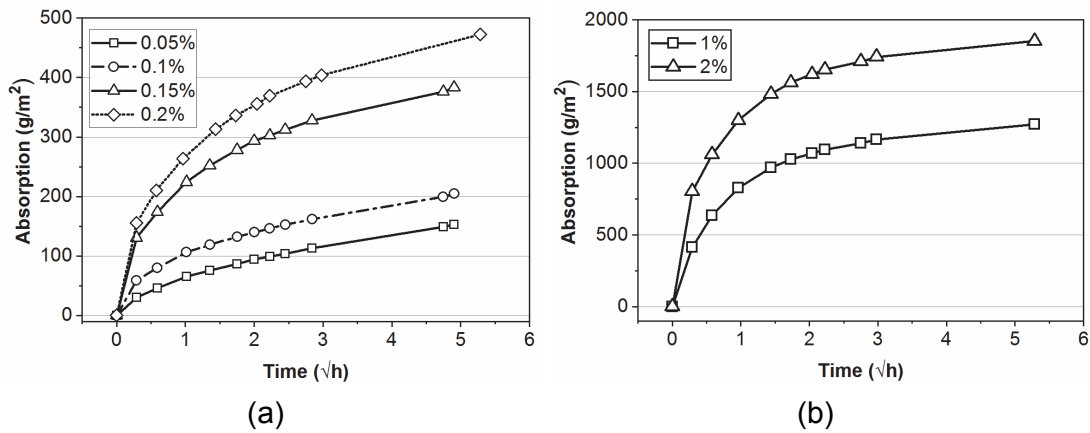 500
400
300
200
100
0
Absorption (g/m²)
0.05%
0.1%
0.15%
0.2%
0 1 2 3 4 5 6
Time (√h)
(a)
2000
1500
1000
500
0
Absorption (g/m²)
1%
2%
0 1 2 3 4 5 6
Time (√h)
(b)